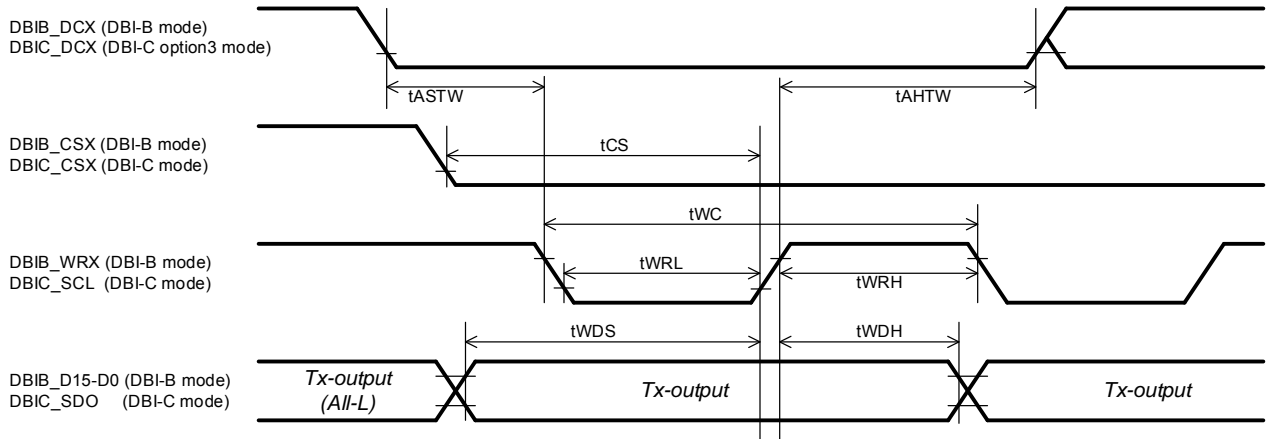 DBIB_DCX (DBI-B mode)
DBIC_DCX (DBI-C option3 mode)
tASTW
tAHTW
DBIB_CSX (DBI-B mode)
DBIC_CSX (DBI-C mode)
tCS
tWC
DBIB_WRX (DBI-B mode)
DBIC_SCL (DBI-C mode)
tWRL
tWRH
tWDS
tWDH
DBIB_D15-D0 (DBI-B mode)
DBIC_SDO (DBI-C mode)
Tx-output
(All-L)
Tx-output
Tx-output